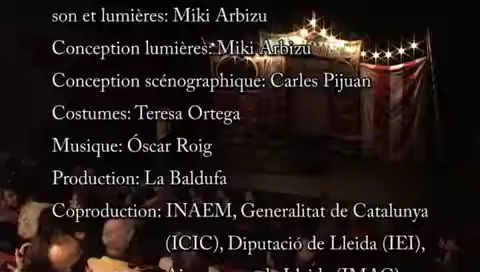 son et lumières: Miki Arbizu
Conception lumières: Miki Arbizu
Conception scénographique: Carles Pijuan
Costumes: Teresa Ortega
Musique: Óscar Roig
Production: La Baldufa
Coproduction: INAEM, Generalitat de Catalunya
(ICIC), Diputació de Lleida (IEI),